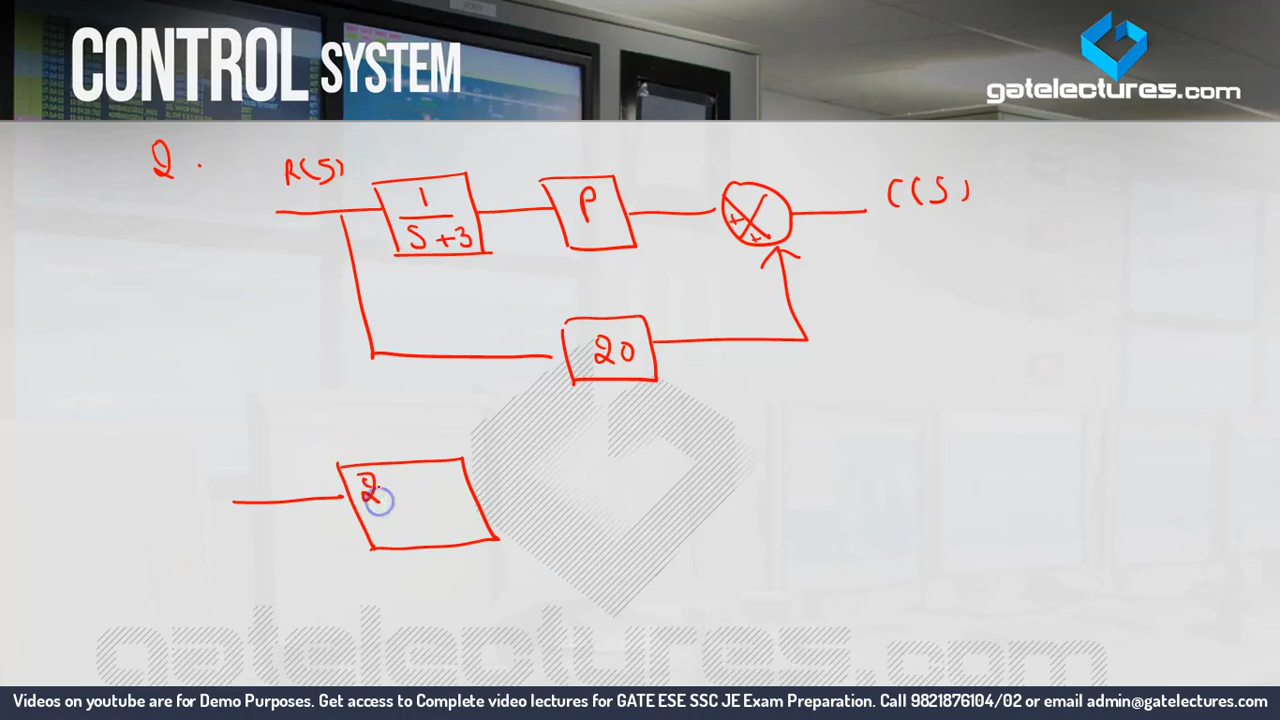 CONTROL SYSTEM
gatelectures.com
Q.
R(S)
1
S+3
P
+
+
C(S)
20
2
gatelectures.com
Videos on youtube are for Demo Purposes. Get access to Complete video lectures for GATE ESE SSC JE Exam Preparation. Call 9821876104/02 or email admin@gatelectures.com